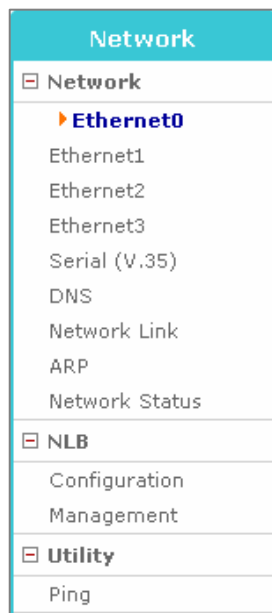 Network
Network
Ethernet0
Ethernet1
Ethernet2
Ethernet3
Serial (V.35)
DNS
Network Link
ARP
Network Status
NLB
Configuration
Management
Utility
Ping